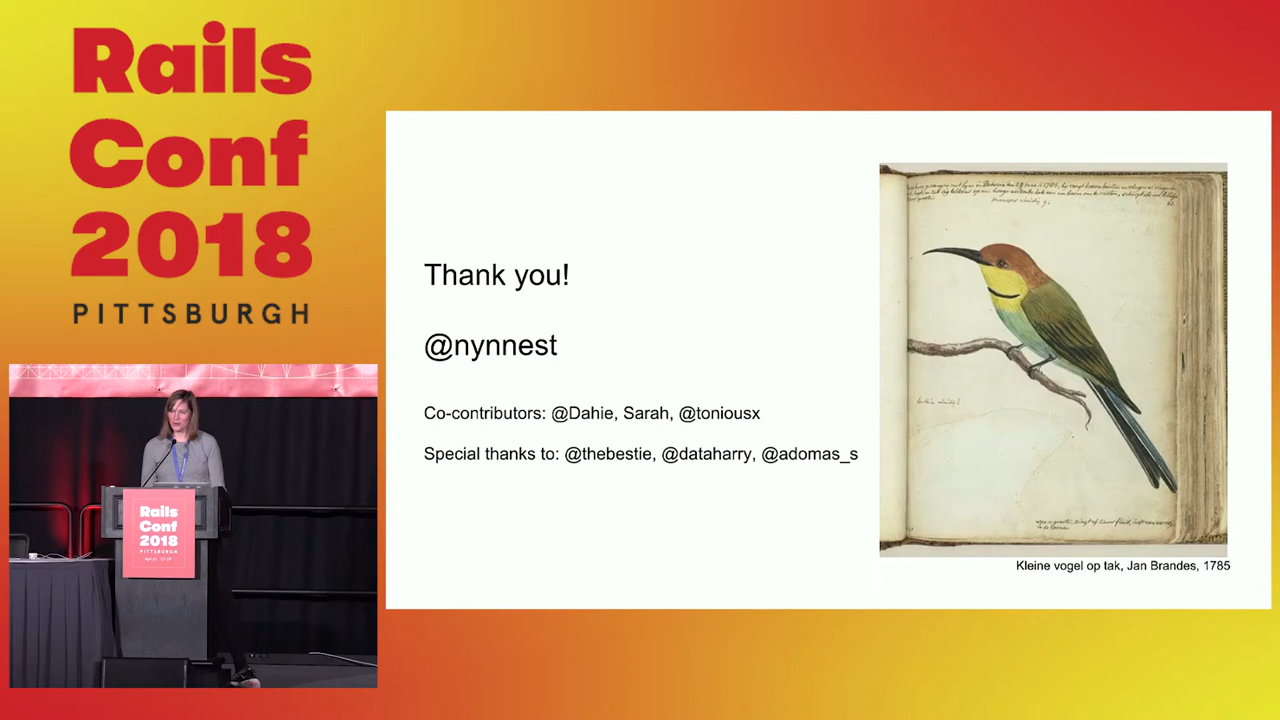 Rails
Conf
2018
PITTSBURGH
Thank you!
@nynnest
Co-contributors: @Dahie, Sarah, @toniousx
Special thanks to: @thebestie, @dataharry, @adomas_s
Kleine vogel op tak, Jan Brandes, 1785
Rails
Conf
2018
PITTSBURGH